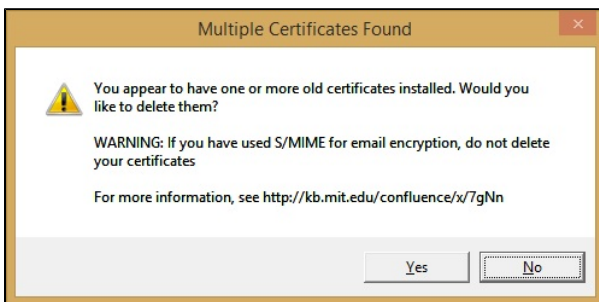 Multiple Certificates Found
You appear to have one or more old certificates installed. Would you
like to delete them?
WARNING: If you have used S/MIME for email encryption, do not delete
your certificates
For more information, see http://kb.mit.edu/confluence/x/7gNn
Yes
No